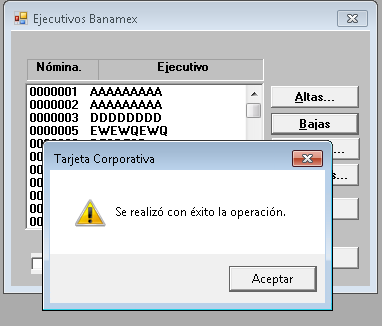 Ejecutivos Banamex
Nómina. Ejecutivo
0000001 AAAAAAAAA
0000002 AAAAAAAAA
0000003 DDDDDDDD
0000005 EWEWQEWQ
Altas...
Bajas
Tarjeta Corporativa
Se realizó con éxito la operación.
Aceptar